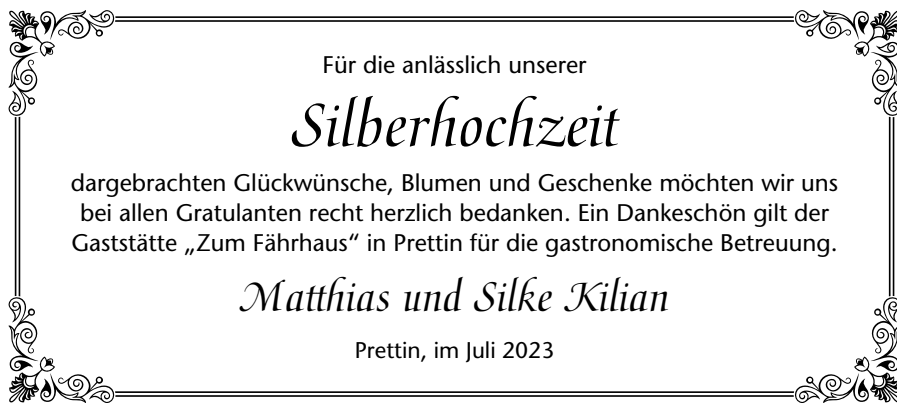 Für die anlässlich unserer
Silberhochzeit
dargebrachten Glückwünsche, Blumen und Geschenke möchten wir uns
bei allen Gratulanten recht herzlich bedanken. Ein Dankeschön gilt der
Gaststätte „Zum Fährhaus“ in Prettin für die gastronomische Betreuung.
Matthias und Silke Kilian
Prettin, im Juli 2023